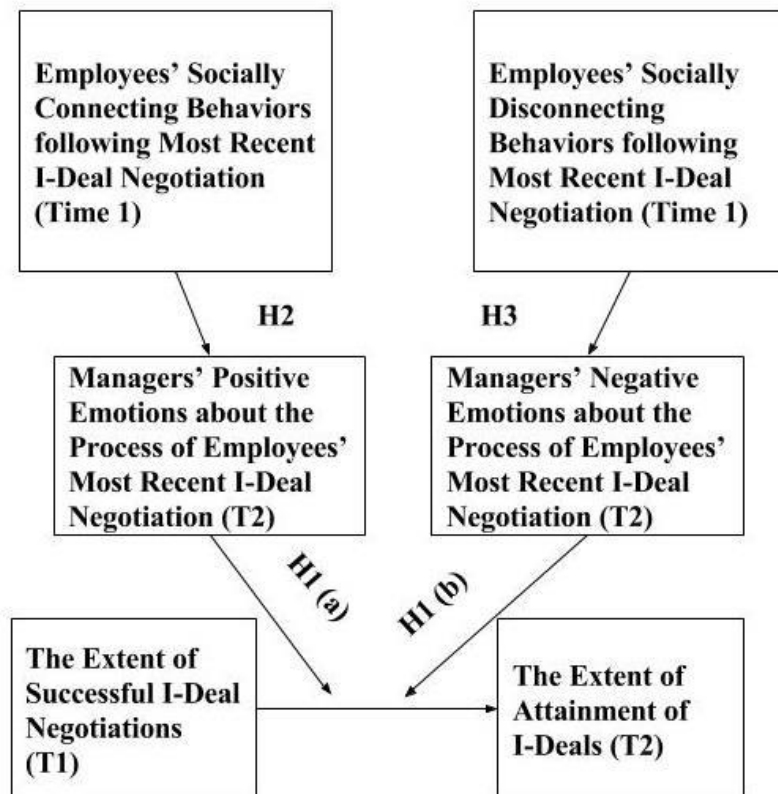 Employees’ Socially
Connecting Behaviors
following Most Recent
I-Deal Negotiation
(Time 1)
Employees’ Socially
Disconnecting
Behaviors following
Most Recent I-Deal
Negotiation (Time 1)
H2
H3
Managers’ Positive
Emotions about the
Process of Employees’
Most Recent I-Deal
Negotiation (T2)
Managers’ Negative
Emotions about the
Process of Employees’
Most Recent I-Deal
Negotiation (T2)
H1 (a)
H1 (b)
The Extent of
Successful I-Deal
Negotiations
(T1)
The Extent of
Attainment of
I-Deals (T2)